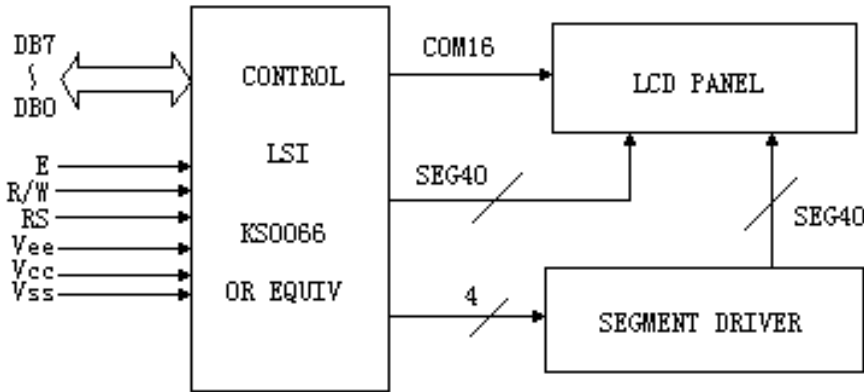 DB7
~
DB0
E
R/W
RS
Vee
Vcc
Vss
CONTROL
LSI
KS0066
OR EQUIV
COM16
SEG40
4
LCD PANEL
SEG40
SEGMENT DRIVER